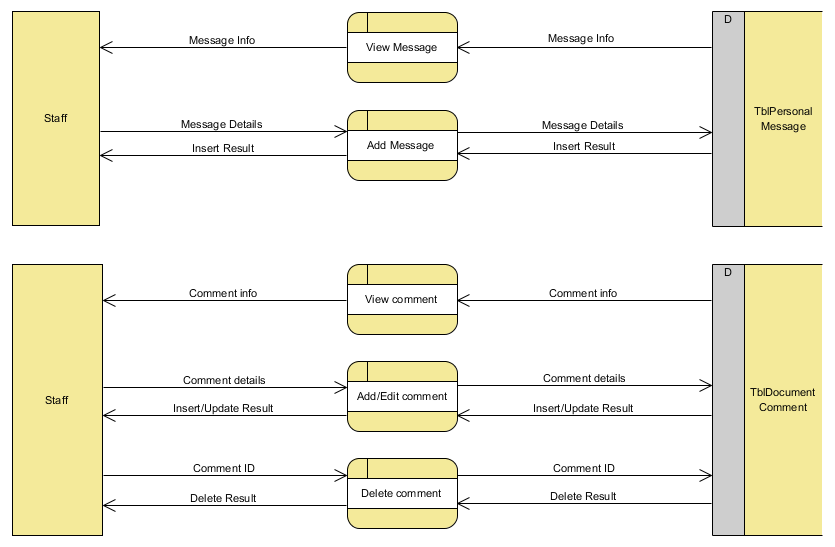 D
Message Info
Message Info
View Message
Staff
TblPersonal
Message
Message Details
Message Details
Add Message
Insert Result
Insert Result
D
Comment info
Comment info
View comment
Comment details
Comment details
Staff
Add/Edit comment
TblDocument
Comment
Insert/Update Result
Insert/Update Result
Comment ID
Comment ID
Delete comment
Delete Result
Delete Result